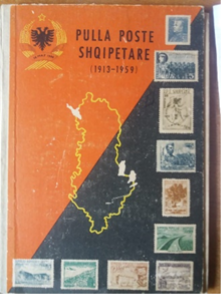 PULLA POSTE
SHQIPETARE
(1913-1959)